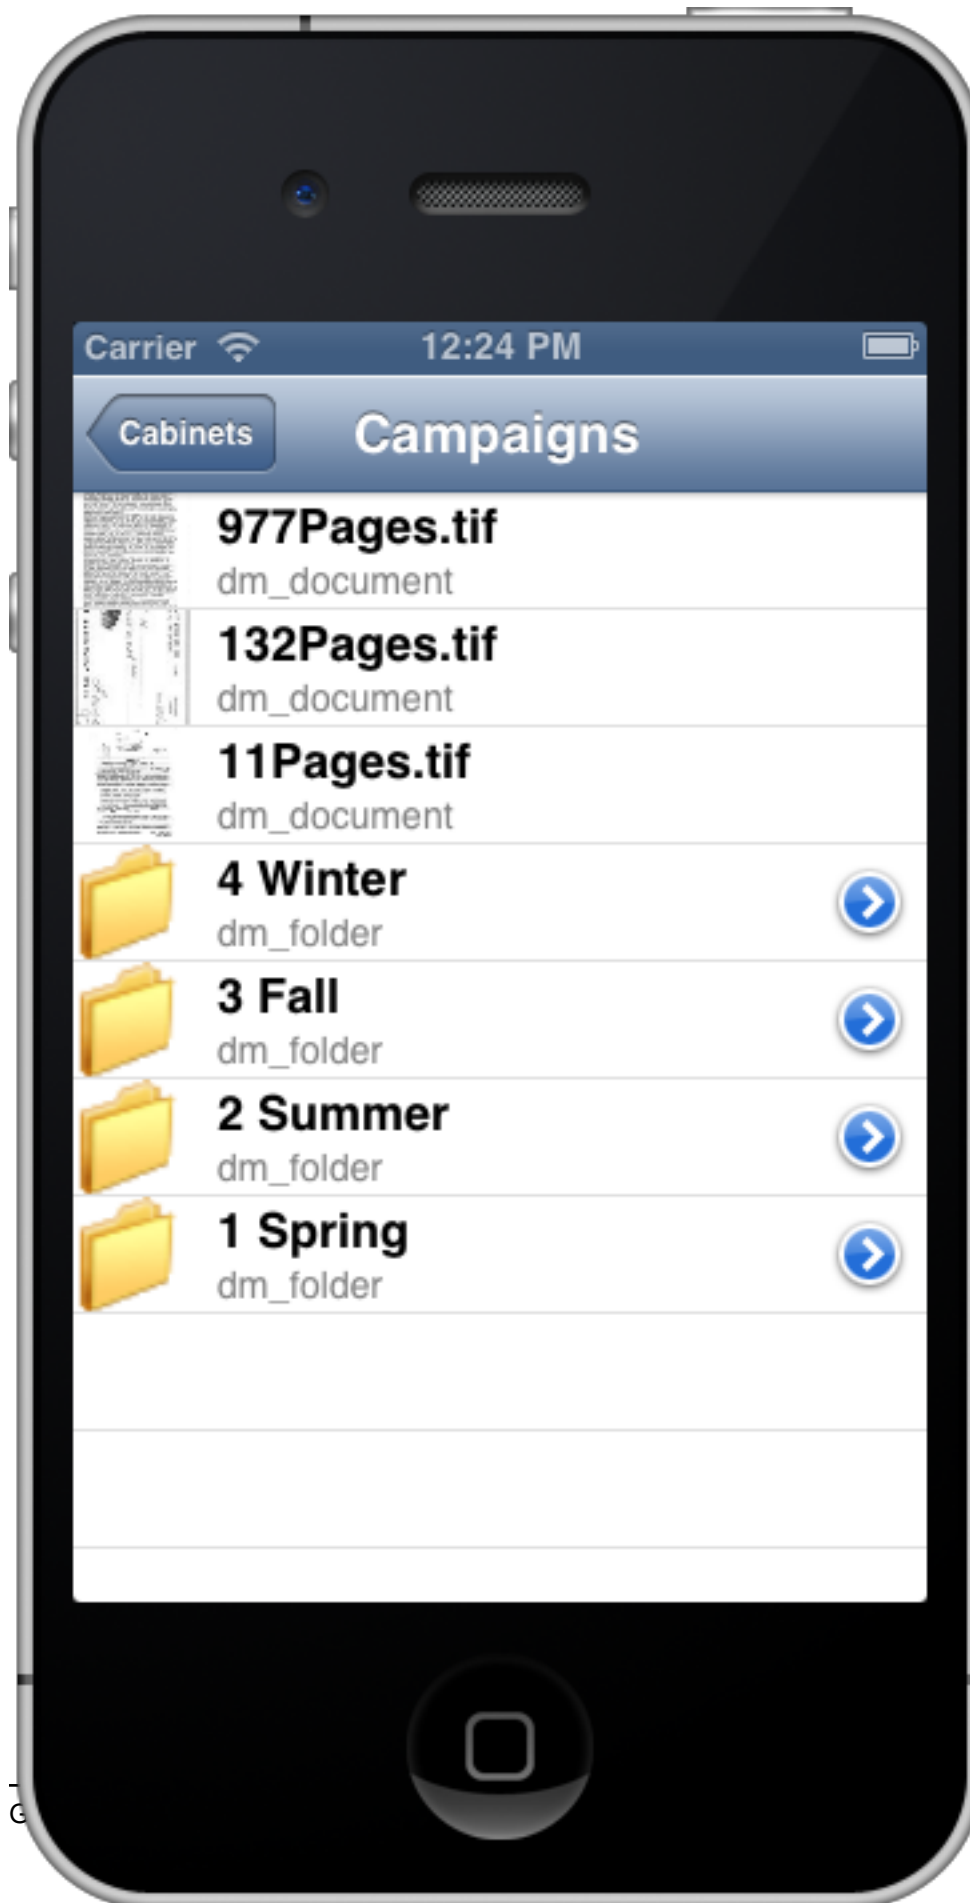 Carrier 12:24 PM
Cabinets Campaigns
977Pages.tif
dm_document
132Pages.tif
dm_document
11Pages.tif
dm_document
4 Winter
dm_folder
3 Fall
dm_folder
2 Summer
dm_folder
1 Spring
dm_folder